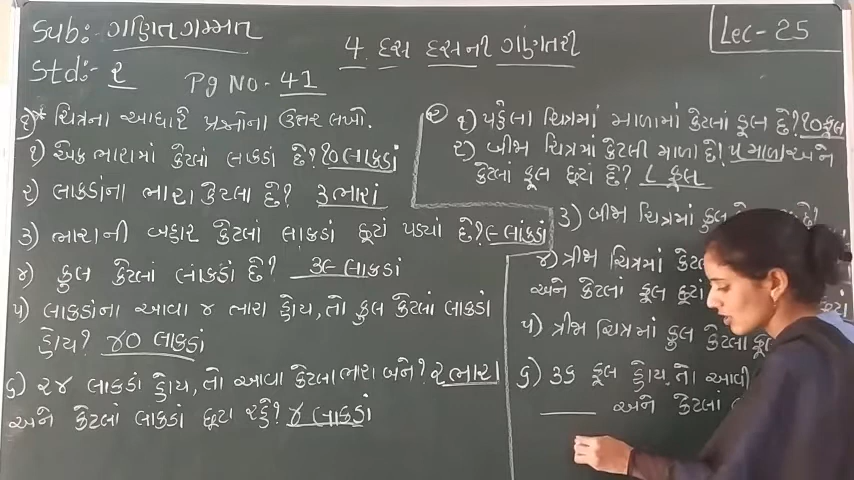 Sub:- ગણિતગમ્મત
Std:- ૨
Pg No - 41
4. દસ દસની ગણતરી
Lec - 25
૧)* ચિત્રના આધારે પ્રશ્નોના ઉત્તર લખો.
૧) એક ભારામાં કેટલાં લાકડાં છે? ૧૦ લાકડાં
૨) લાકડાંના ભારા કેટલા છે? ૩ ભારા
૩) ભારાની બહાર કેટલાં લાકડાં છૂટાં પડ્યાં છે? ૯ લાકડાં
૪) કુલ કેટલાં લાકડાં છે? ૩૯ લાકડાં
૫) લાકડાંના આવા ૪ ભારા હોય, તો કુલ કેટલાં લાકડાં
હોય? ૪૦ લાકડાં
૬) ૨૪ લાકડાં હોય, તો આવા કેટલા ભારા બને? ૨ ભારા
અને કેટલાં લાકડાં છૂટા રહે? ૪ લાકડાં
૨ ૧) પહેલા ચિત્રમાં માળામાં કેટલાં ફૂલ છે? ૧૦ ફૂલ
૨) બીજા ચિત્રમાં કેટલી માળા છે? ૫ માળા અને
કેટલાં ફૂલ છૂટાં છે? ૮ ફૂલ
૩) બીજા ચિત્રમાં કુલ છે?
૪) ત્રીજા ચિત્રમાં
અને કેટલાં ફૂલ છૂટાં
૫) ત્રીજા ચિત્રમાં કુલ કેટલાં
૬) ૩૬ ફૂલ હોય, તો આવી
____ અને કેટલાં